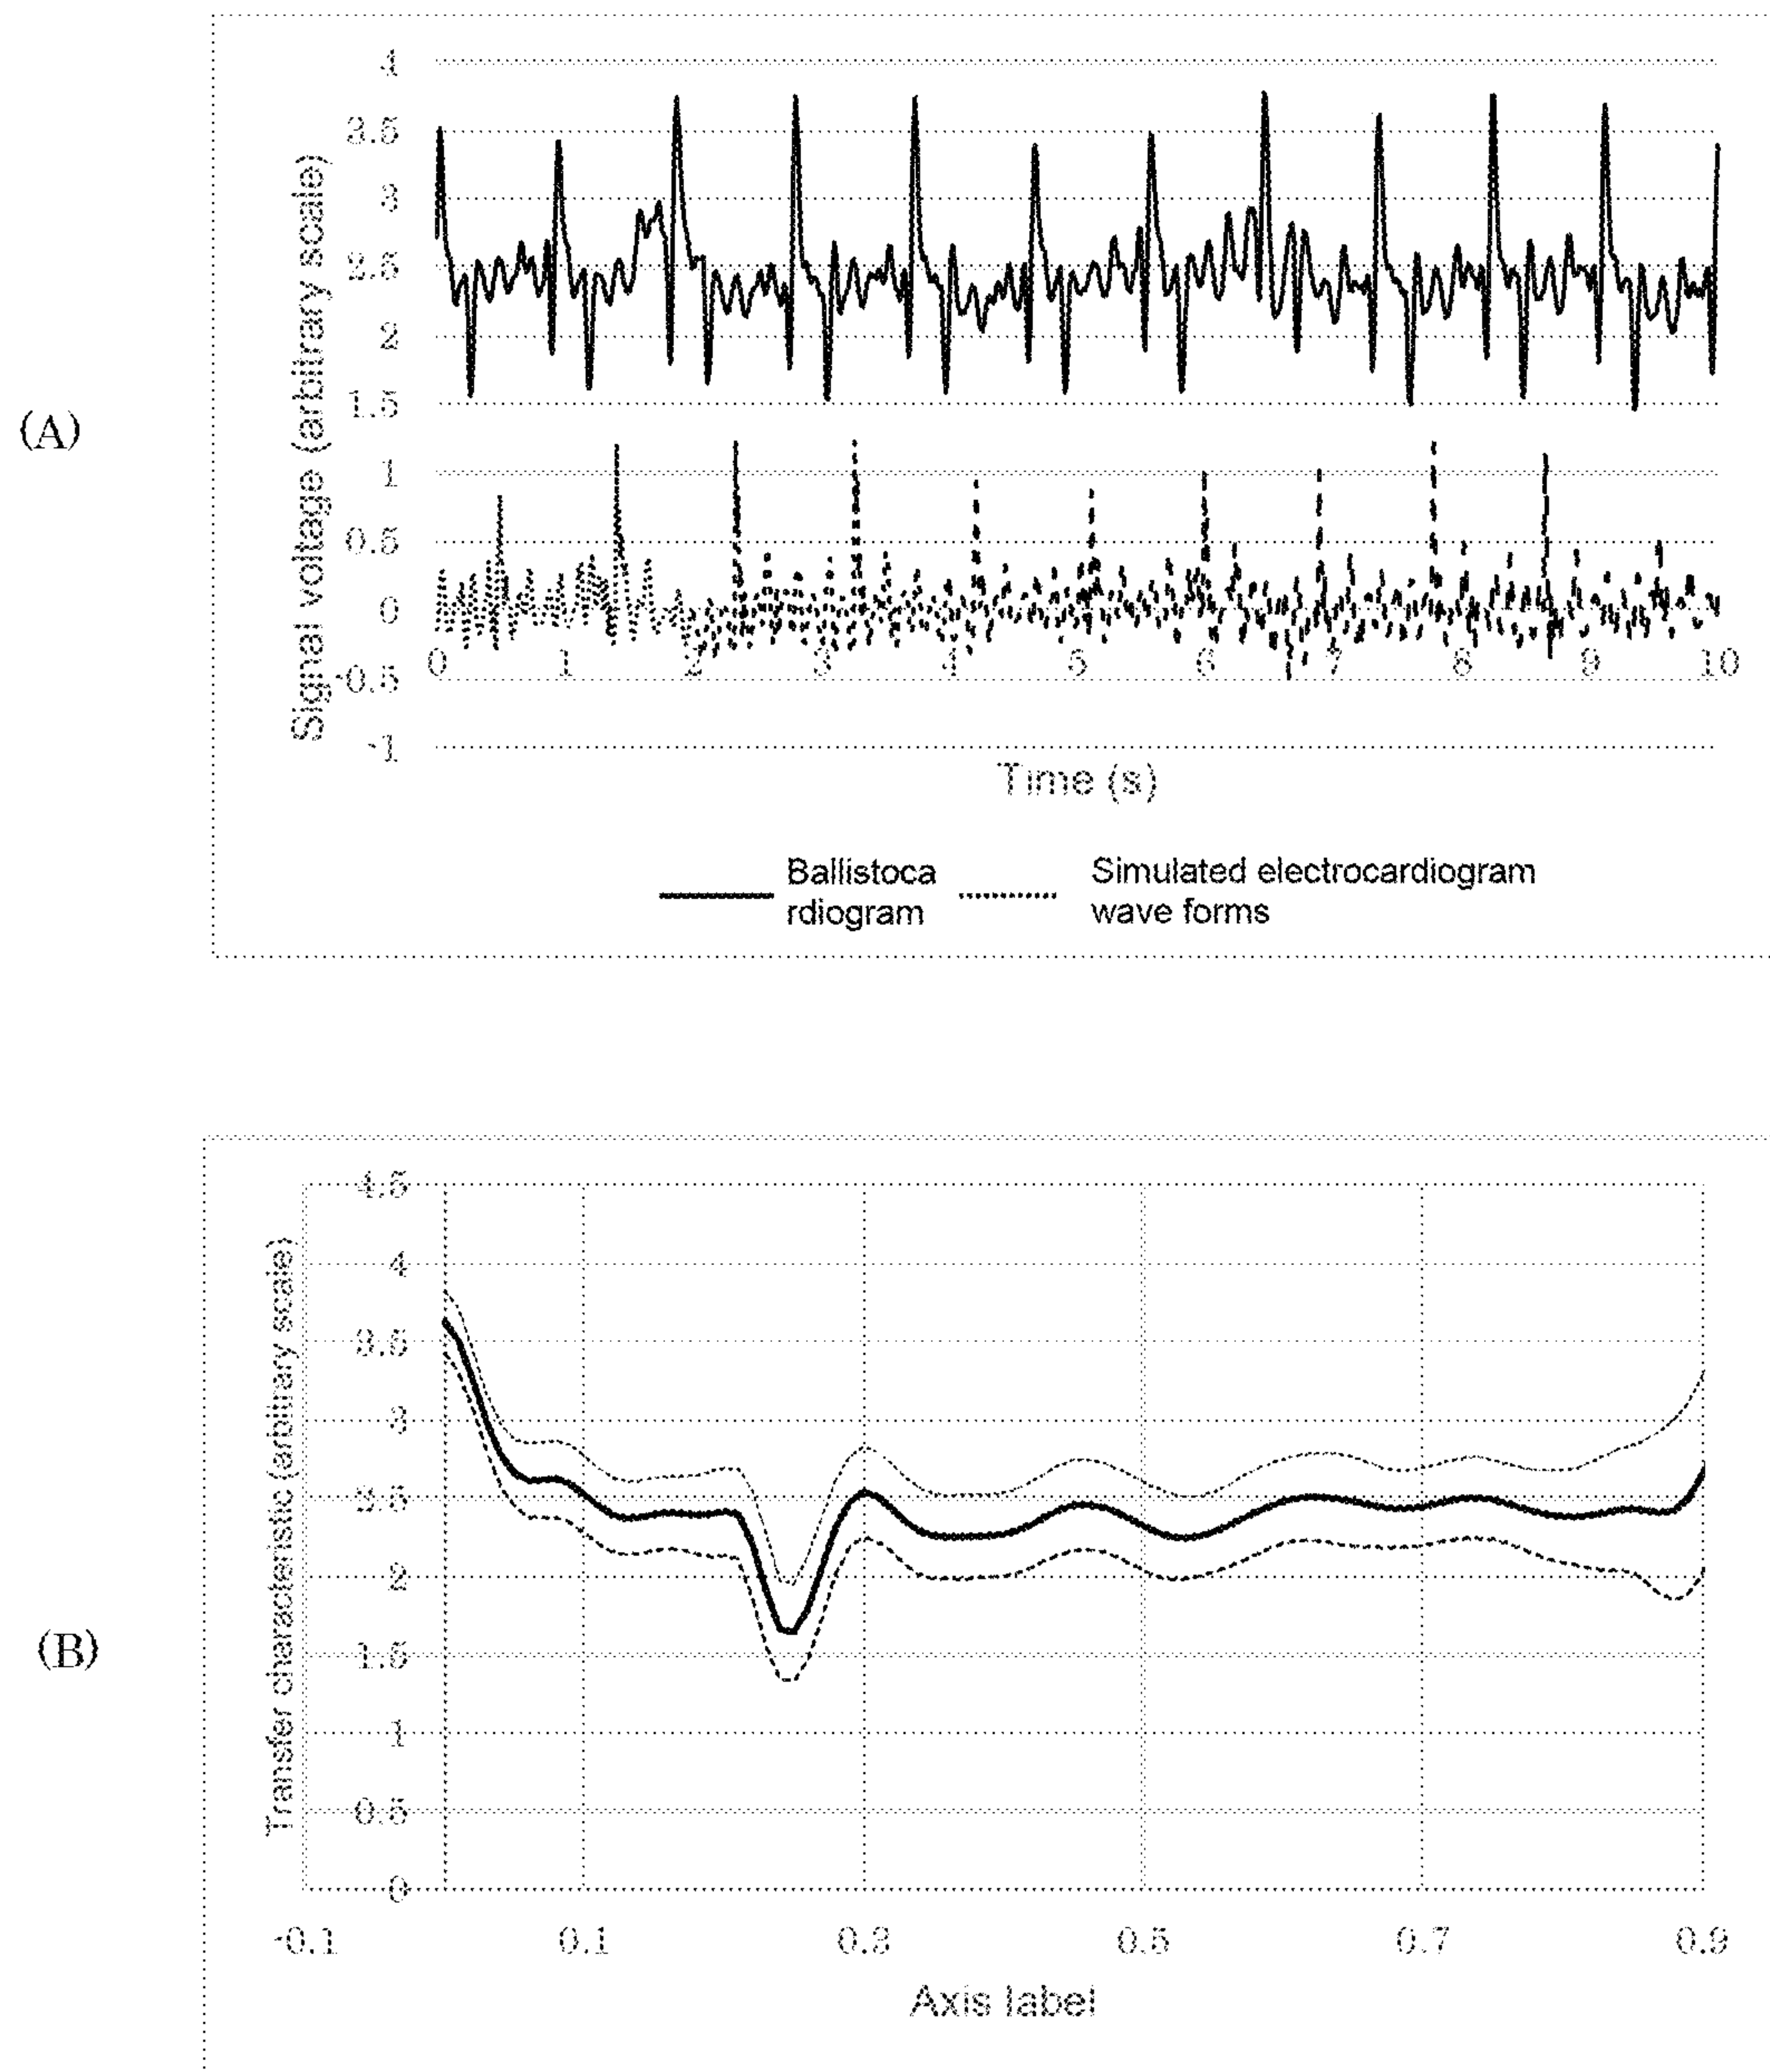 (A)
Signal voltage (arbitrary scale)
4
3.5
3
2.5
2
1.5
1
0.5
0
-0.5
-1
0 1 2 3 4 5 6 7 8 9 10
Time (s)
Ballistoca
rdiogram
Simulated electrocardiogram
wave forms
(B)
Transfer characteristic (arbitrary scale)
4.5
4
3.5
3
2.5
2
1.5
1
0.5
0
-0.1 0.1 0.3 0.5 0.7 0.9
Axis label